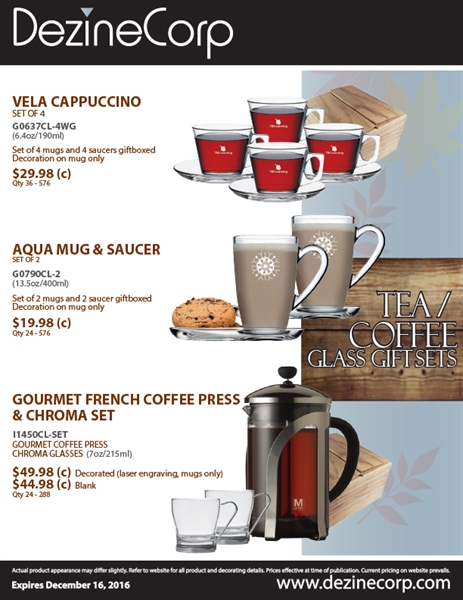 DezineCorp
VELA CAPPUCCINO
SET OF 4
G0637CL-4WG
(6.4oz/190ml)
Set of 4 mugs and 4 saucers giftboxed
Decoration on mug only
$29.98 (c)
Qty 36 - 576
AQUA MUG & SAUCER
SET OF 2
G0790CL-2
(13.5oz/400ml)
Set of 2 mugs and 2 saucer giftboxed
Decoration on mug only
$19.98 (c)
Qty 24 - 576
TEA/
COFFEE
GLASS GIFT SETS
GOURMET FRENCH COFFEE PRESS
& CHROMA SET
I1450CL-SET
GOURMET COFFEE PRESS
CHROMA GLASSES (7oz/215ml)
$49.98 (c) Decorated (laser engraving, mugs only)
$44.98 (c) Blank
Qty 24 - 288
M
Actual product appearance may differ slightly. Refer to website for all product and decorating details. Prices effective at time of publication. Current pricing on website prevails.
Expires December 16, 2016
www.dezinecorp.com